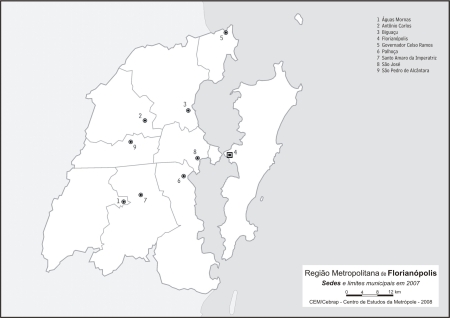 1 Águas Mornas
2 Antônio Carlos
3 Biguaçu
4 Florianópolis
5 Governador Celso Ramos
6 Palhoça
7 Santo Amaro da Imperatriz
8 São José
9 São Pedro de Alcântara
5
3
2
9
8
4
6
1
7
Região Metropolitana de Florianópolis
Sedes e limites municipais em 2007
0 4 8 12 km
CEM/Cebrap - Centro de Estudos da Metrópole - 2008